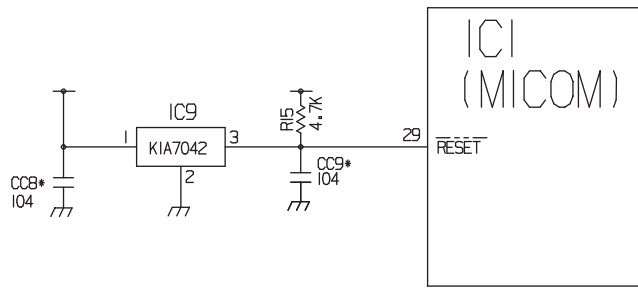 IC1
(MICOM)
IC9
R15
4.7K
1
KIA7042
3
29
RESET
2
CC8*
104
CC9*
104